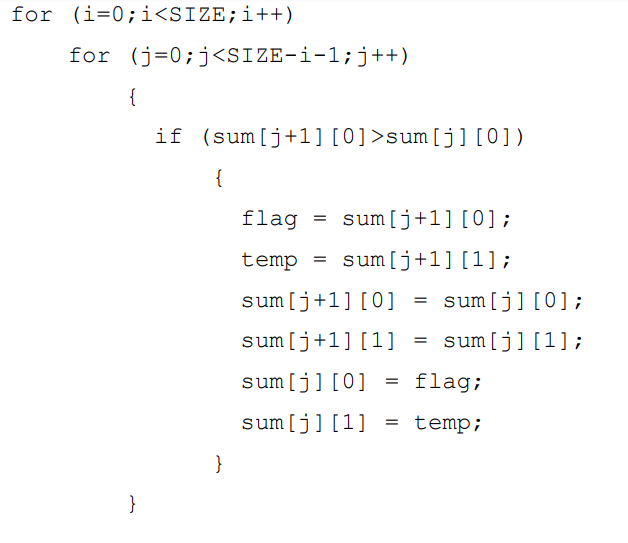 for (i=0;i<SIZE;i++)
for (j=0;j<SIZE-i-1;j++)
{
if (sum[j+1][0]>sum[j][0])
{
flag = sum[j+1][0];
temp = sum[j+1][1];
sum[j+1][0] = sum[j][0];
sum[j+1][1] = sum[j][1];
sum[j][0] = flag;
sum[j][1] = temp;
}
}